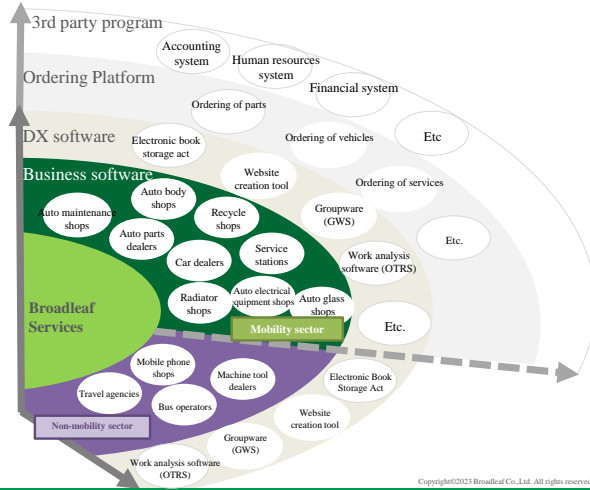 3rd party program
Accounting
system
Human resources
system
Financial system
Etc
Ordering Platform
Ordering of parts
Ordering of vehicles
Ordering of services
Etc.
DX software
Electronic book
storage act
Website
creation tool
Groupware
(GWS)
Work analysis
software (OTRS)
Etc.
Business software
Auto maintenance
shops
Auto body
shops
Auto parts
dealers
Recycle
shops
Car dealers
Service
stations
Radiator
shops
Auto electrical
equipment shops
Auto glass
shops
Mobility sector
Broadleaf
Services
Mobile phone
shops
Machine tool
dealers
Travel agencies
Bus operators
Non-mobility sector
Electronic Book
Storage Act
Website
creation tool
Groupware
(GWS)
Work analysis software
(OTRS)
Copyright©2023 Broadleaf Co.,Ltd. All rights reserved